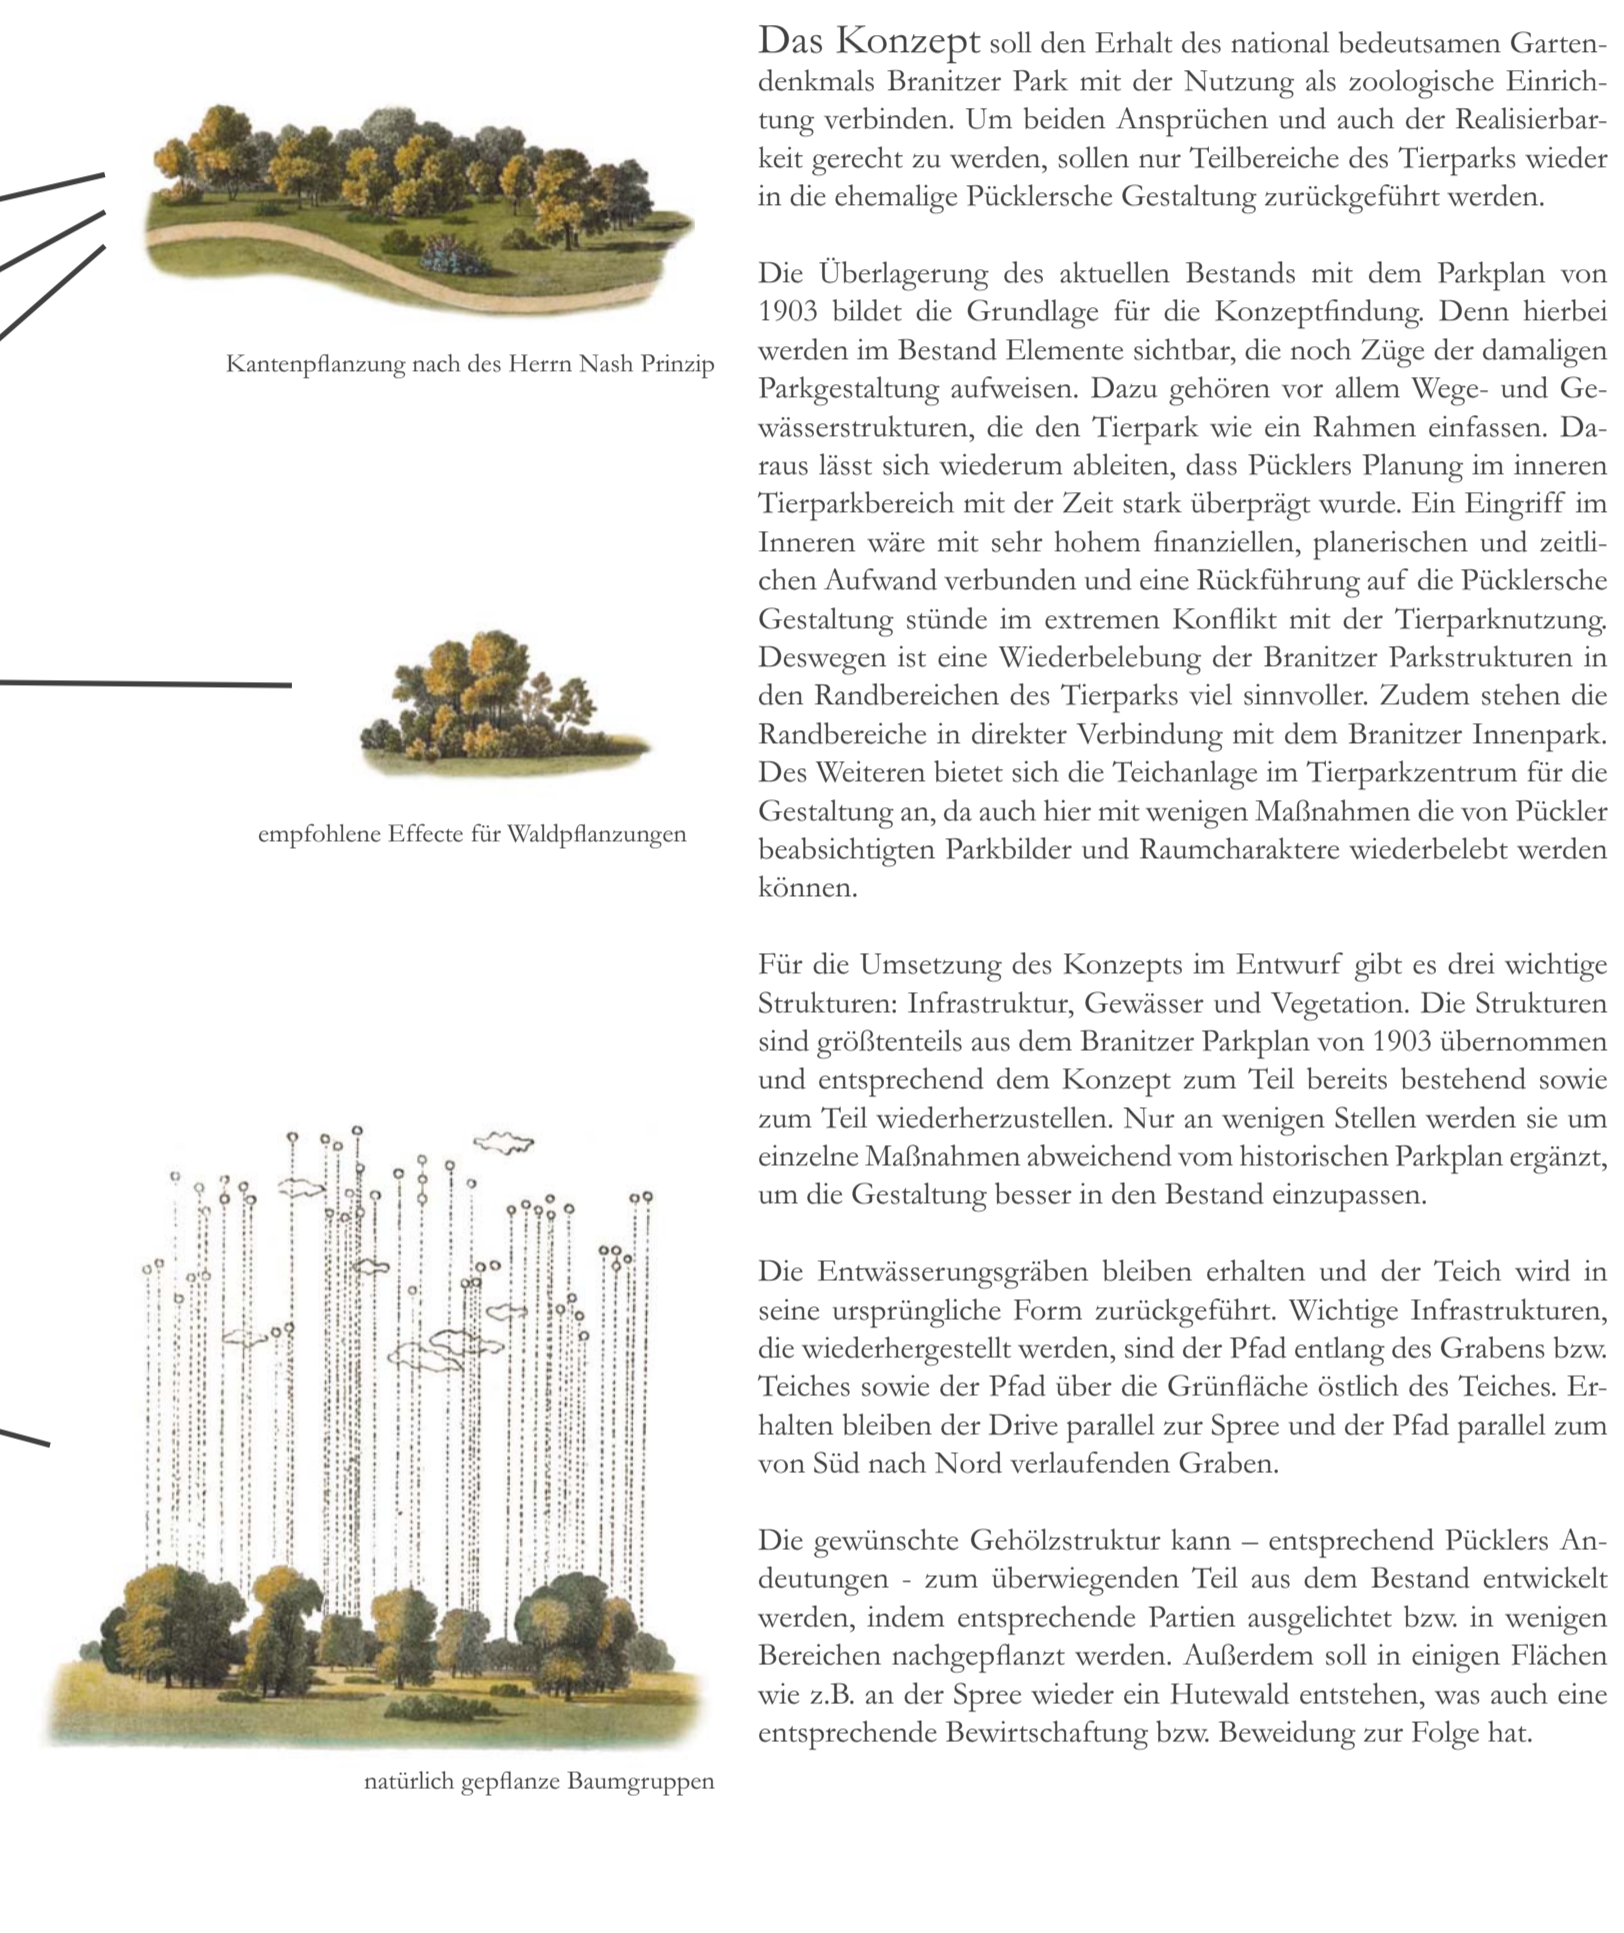 Das Konzept soll den Erhalt des national bedeutsamen Garten-
denkmals Branitzer Park mit der Nutzung als zoologische Einrich-
tung verbinden. Um beiden Ansprüchen und auch der Realisierbar-
keit gerecht zu werden, sollen nur Teilbereiche des Tierparks wieder
in die ehemalige Pücklersche Gestaltung zurückgeführt werden.
Die Überlagerung des aktuellen Bestands mit dem Parkplan von
1903 bildet die Grundlage für die Konzeptfindung. Denn hierbei
werden im Bestand Elemente sichtbar, die noch Züge der damaligen
Parkgestaltung aufweisen. Dazu gehören vor allem Wege- und Ge-
wässerstrukturen, die den Tierpark wie ein Rahmen einfassen. Da-
raus lässt sich wiederum ableiten, dass Pücklers Planung im inneren
Tierparkbereich mit der Zeit stark überprägt wurde. Ein Eingriff im
Inneren wäre mit sehr hohem finanziellen, planerischen und zeitli-
chen Aufwand verbunden und eine Rückführung auf die Pücklersche
Gestaltung stünde im extremen Konflikt mit der Tierparknutzung.
Deswegen ist eine Wiederbelebung der Branitzer Parkstrukturen in
den Randbereichen des Tierparks viel sinnvoller. Zudem stehen die
Randbereiche in direkter Verbindung mit dem Branitzer Innenpark.
Des Weiteren bietet sich die Teichanlage im Tierparkzentrum für die
Gestaltung an, da auch hier mit wenigen Maßnahmen die von Pückler
beabsichtigten Parkbilder und Raumcharaktere wiederbelebt werden
können.
Für die Umsetzung des Konzepts im Entwurf gibt es drei wichtige
Strukturen: Infrastruktur, Gewässer und Vegetation. Die Strukturen
sind größtenteils aus dem Branitzer Parkplan von 1903 übernommen
und entsprechend dem Konzept zum Teil bereits bestehend sowie
zum Teil wiederherzustellen. Nur an wenigen Stellen werden sie um
einzelne Maßnahmen abweichend vom historischen Parkplan ergänzt,
um die Gestaltung besser in den Bestand einzupassen.
Die Entwässerungsgräben bleiben erhalten und der Teich wird in
seine ursprüngliche Form zurückgeführt. Wichtige Infrastrukturen,
die wiederhergestellt werden, sind der Pfad entlang des Grabens bzw.
Teiches sowie der Pfad über die Grünfläche östlich des Teiches. Er-
halten bleiben der Drive parallel zur Spree und der Pfad parallel zum
von Süd nach Nord verlaufenden Graben.
Die gewünschte Gehölzstruktur kann – entsprechend Pücklers An-
deutungen - zum überwiegenden Teil aus dem Bestand entwickelt
werden, indem entsprechende Partien ausgelichtet bzw. in wenigen
Bereichen nachgepflanzt werden. Außerdem soll in einigen Flächen
wie z.B. an der Spree wieder ein Hutewald entstehen, was auch eine
entsprechende Bewirtschaftung bzw. Beweidung zur Folge hat.
Kantenpflanzung nach des Herrn Nash Prinzip
empfohlene Effecte für Waldpflanzungen
natürlich gepflanze Baumgruppen